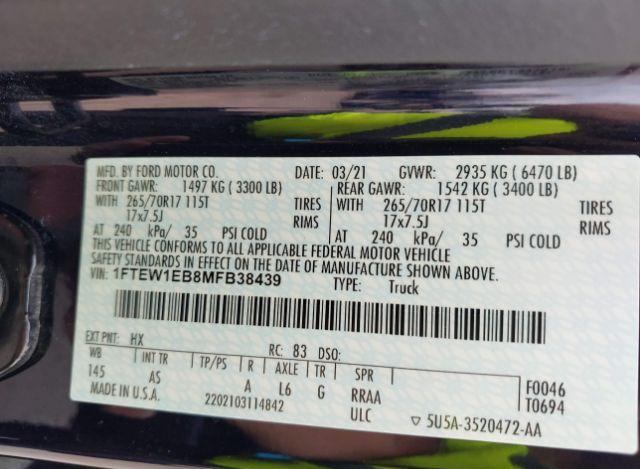 MFD. BY FORD MOTOR CO. DATE: 03/21 GVWR: 2935 KG ( 6470 LB)
FRONT GAWR: 1497 KG ( 3300 LB) REAR GAWR: 1542 KG ( 3400 LB)
WITH 265/70R17 115T TIRES WITH 265/70R17 115T TIRES
17x7.5J RIMS 17x7.5J RIMS
AT 240 kPa/ 35 PSI COLD AT 240 kPa/ 35 PSI COLD
THIS VEHICLE CONFORMS TO ALL APPLICABLE FEDERAL MOTOR VEHICLE
SAFETY STANDARDS IN EFFECT ON THE DATE OF MANUFACTURE SHOWN ABOVE.
VIN: 1FTEW1EB8MFB38439 TYPE: Truck
EXT PNT: HX RC: 83 DSO:
WB INT TR TP/PS R AXLE TR SPR F0046
145 AS A L6 G RRAA T0694
MADE IN U.S.A. 2202103114842 ULC ▽ 5U5A-3520472-AA